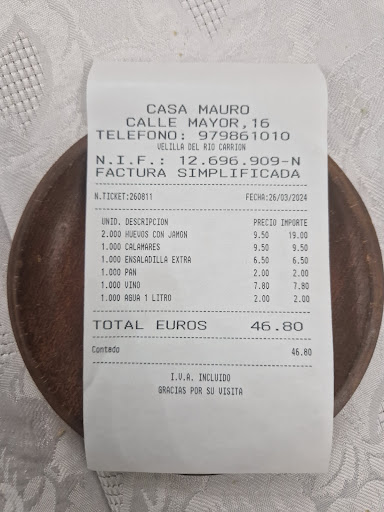 CASA MAURO
CALLE MAYOR,16
TELEFONO: 979861010
VELILLA DEL RIO CARRION
N.I.F.: 12.696.909-N
FACTURA SIMPLIFICADA
N.TICKET:260811 FECHA:26/03/2024
UNID. DESCRIPCION PRECIO IMPORTE
2.000 HUEVOS CON JAMÓN 9.50 19.00
1.000 CALAMARES 9.50 9.50
1.000 ENSALADILLA EXTRA 6.50 6.50
1.000 PAN 2.00 2.00
1.000 VINO 7.80 7.80
1.000 AGUA 1 LITRO 2.00 2.00
TOTAL EUROS 46.80
Contado 46.80
I.V.A. INCLUIDO
GRACIAS POR SU VISITA